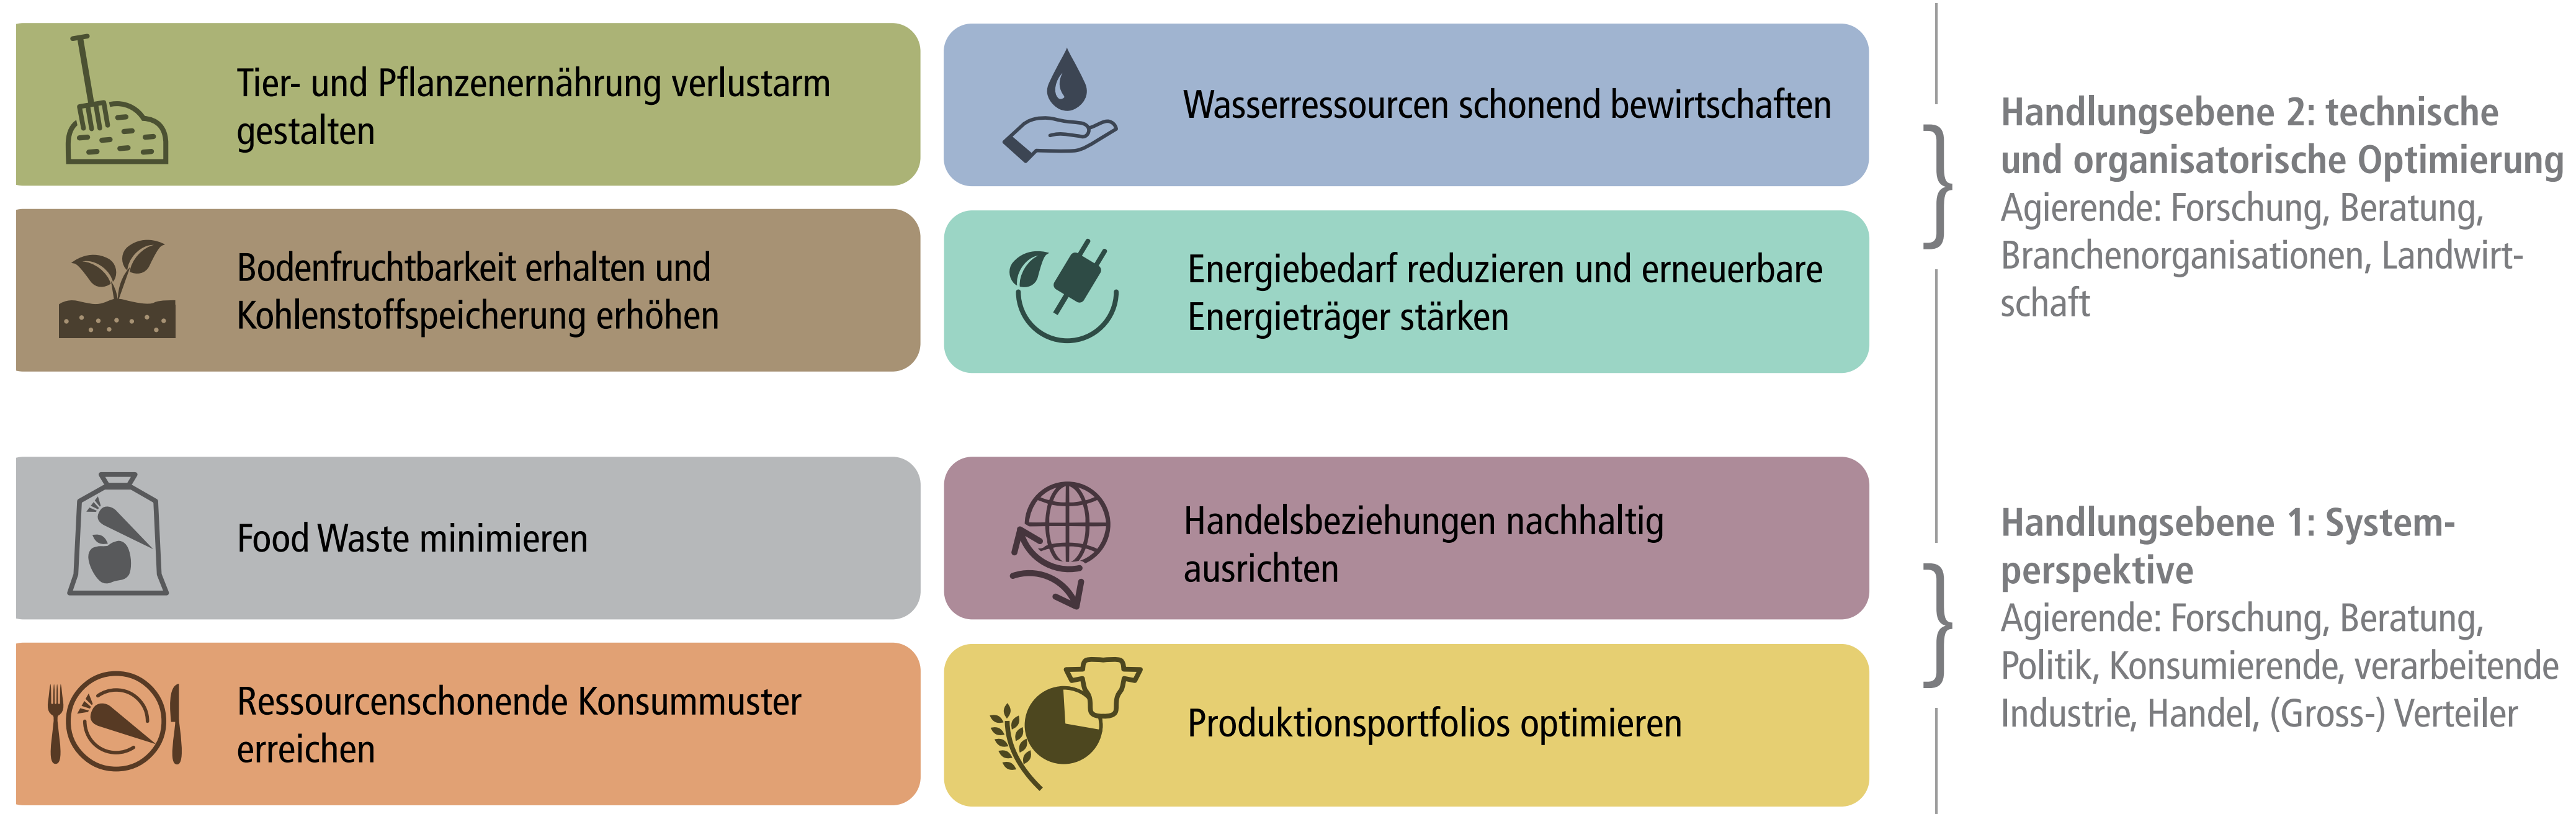 Tier- und Pflanzenernährung verlustarm
gestalten
Wasserressourcen schonend bewirtschaften
Bodenfruchtbarkeit erhalten und
Kohlenstoffspeicherung erhöhen
Energiebedarf reduzieren und erneuerbare
Energieträger stärken
Handlungsebene 2: technische
und organisatorische Optimierung
Agierende: Forschung, Beratung,
Branchenorganisationen, Landwirt-
schaft
Food Waste minimieren
Handelsbeziehungen nachhaltig
ausrichten
Ressourcenschonende Konsummuster
erreichen
Produktionsportfolios optimieren
Handlungsebene 1: System-
perspektive
Agierende: Forschung, Beratung,
Politik, Konsumierende, verarbeitende
Industrie, Handel, (Gross-) Verteiler